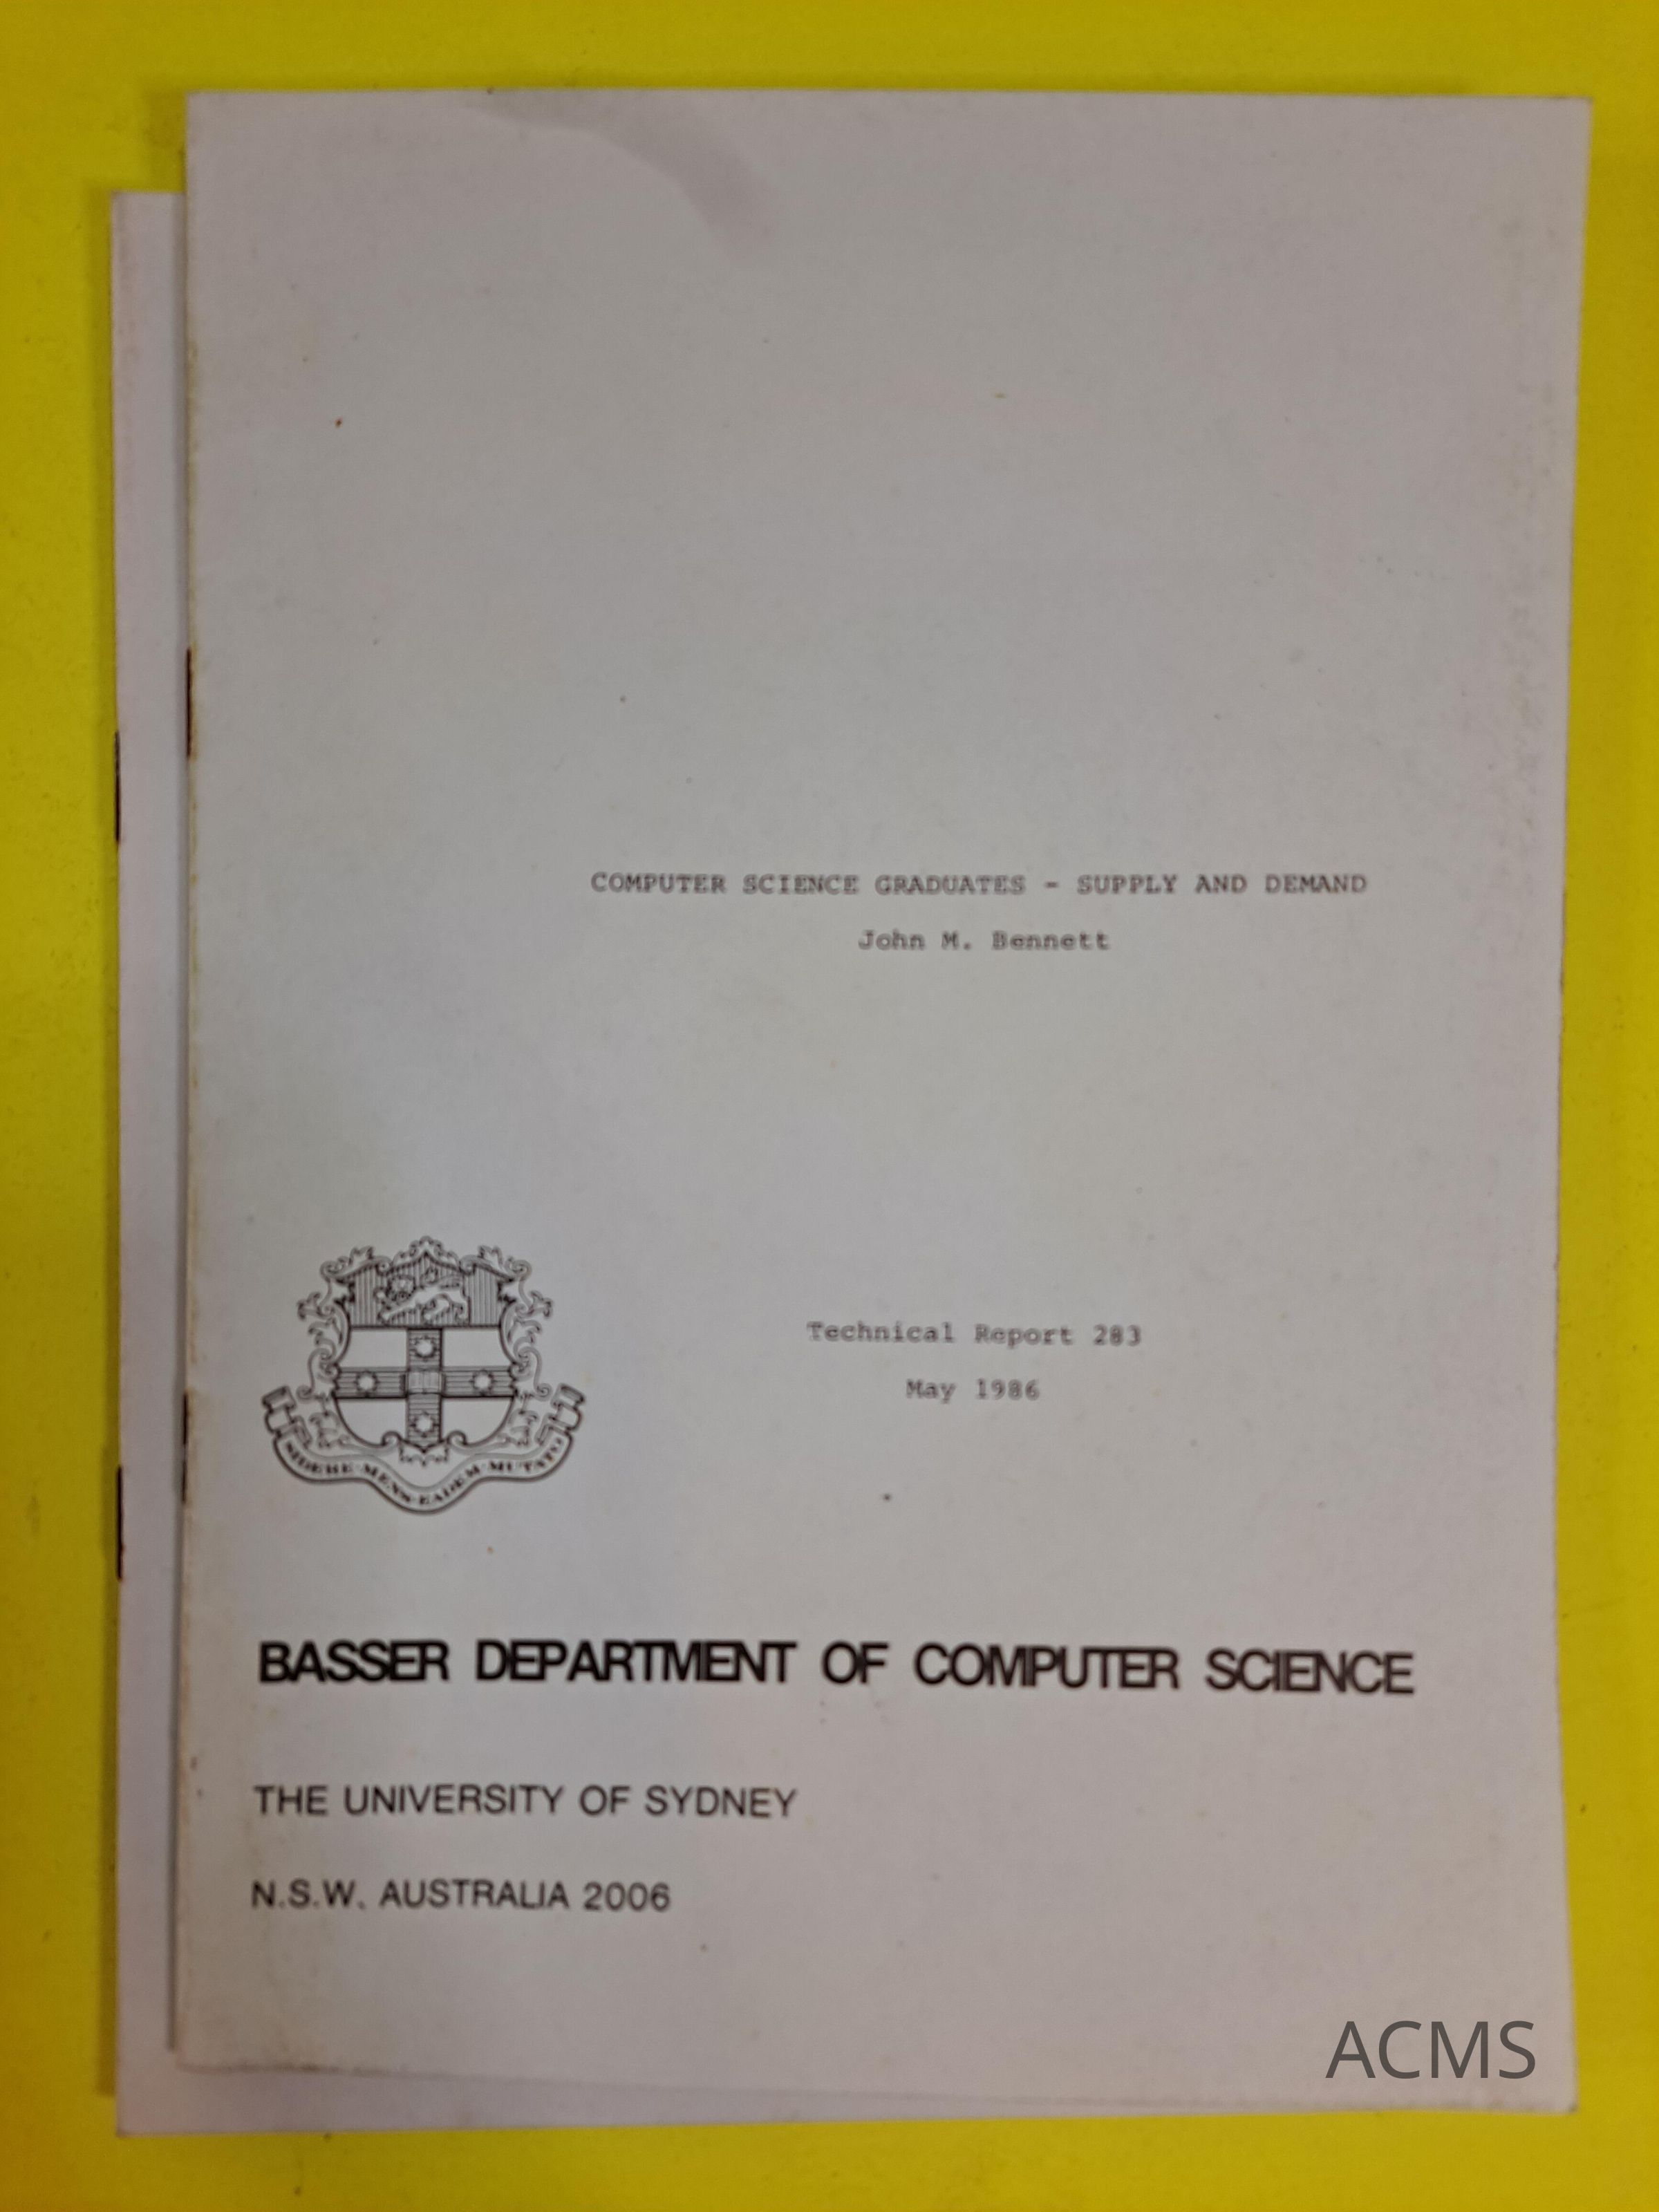 COMPUTER SCIENCE GRADUATES - SUPPLY AND DEMAND
John M. Bennett
Technical Report 283
May 1986
SIDERE·MENS·EADEM·MUTATO
BASSER DEPARTMENT OF COMPUTER SCIENCE
THE UNIVERSITY OF SYDNEY
N.S.W. AUSTRALIA 2006
ACMS